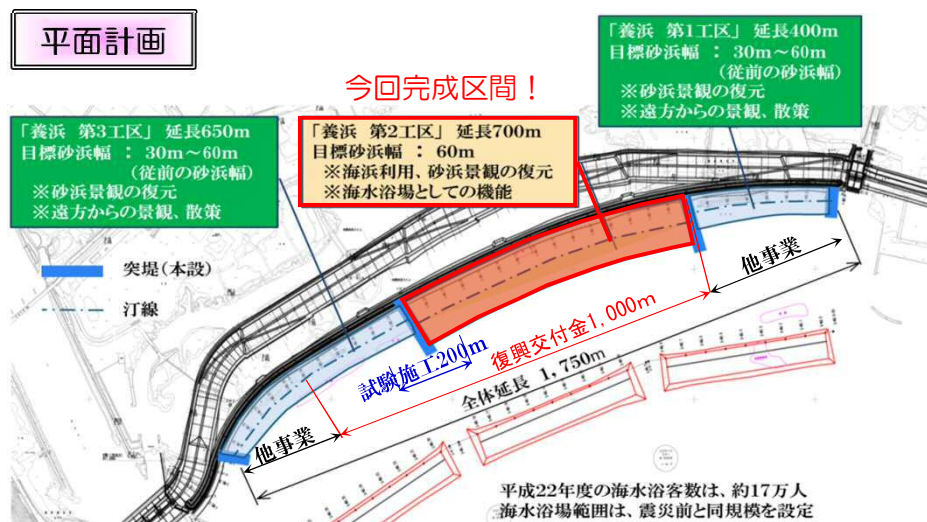 平面計画
今回完成区間!
「養浜 第1工区」 延長400m
目標砂浜幅 : 30m~60m
(従前の砂浜幅)
※砂浜景観の復元
※遠方からの景観、散策
「養浜 第3工区」 延長650m
目標砂浜幅 : 30m~60m
(従前の砂浜幅)
※砂浜景観の復元
※遠方からの景観、散策
「養浜 第2工区」 延長700m
目標砂浜幅 : 60m
※海浜利用、砂浜景観の復元
※海水浴場としての機能
突堤(本設)
汀線
他事業
復興交付金1,000m
試験施工200m
全体延長 1,750m
他事業
平成22年度の海水浴客数は、約17万人
海水浴場範囲は、震災前と同規模を設定